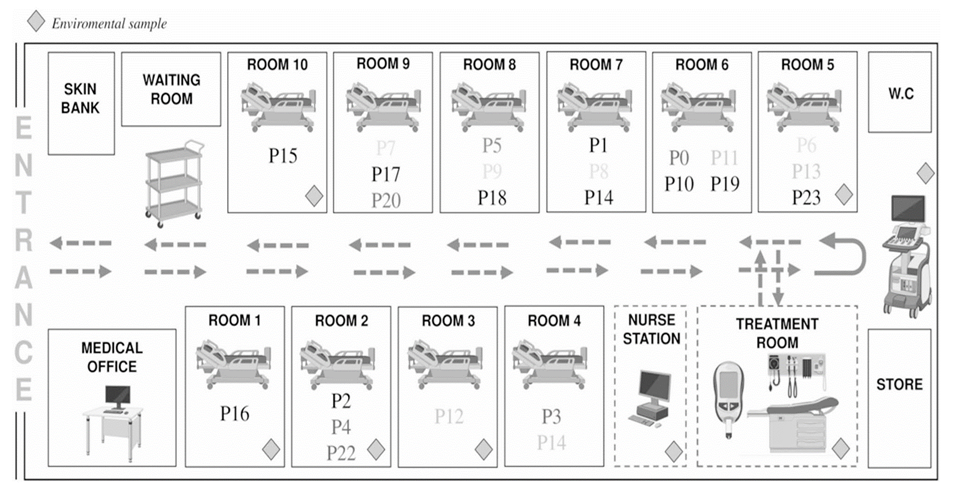 Enviromental sample
ENTRANCE
SKIN
BANK
WAITING
ROOM
ROOM 10
P15
ROOM 9
P7
P17
P20
ROOM 8
P5
P9
P18
ROOM 7
P1
P8
P14
ROOM 6
P0 P11
P10 P19
ROOM 5
P6
P13
P23
W.C
MEDICAL
OFFICE
ROOM 1
P16
ROOM 2
P2
P4
P22
ROOM 3
P12
ROOM 4
P3
P14
NURSE
STATION
TREATMENT
ROOM
STORE